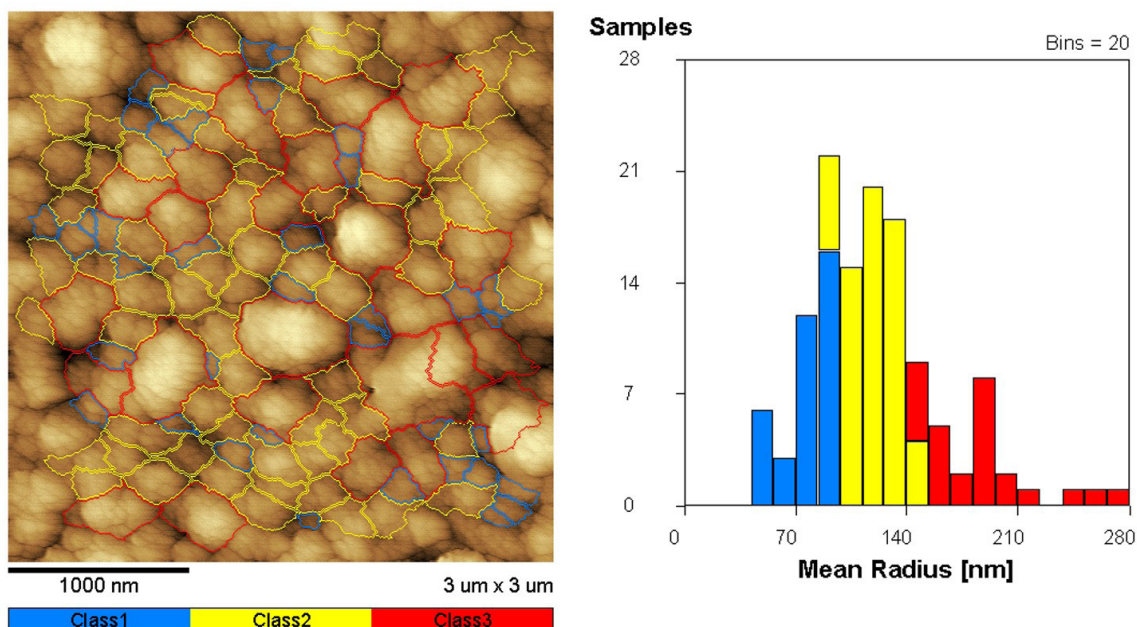 Samples
Bins = 20
28
21
14
7
0
0 70 140 210 280
Mean Radius [nm]
1000 nm 3 um x 3 um
Class1 Class2 Class3